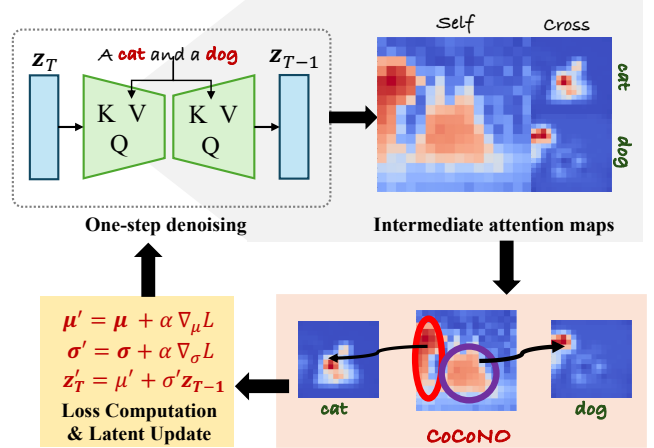 A cat and a dog
z_T
z_{T−1}
K V
Q
K V
Q
One-step denoising
Self
Cross
cat
dog
Intermediate attention maps
μ′ = μ + α ∇_μ L
σ′ = σ + α ∇_σ L
z′_T = μ′ + σ′z_{T−1}
Loss Computation
& Latent Update
cat
dog
CoCoNO